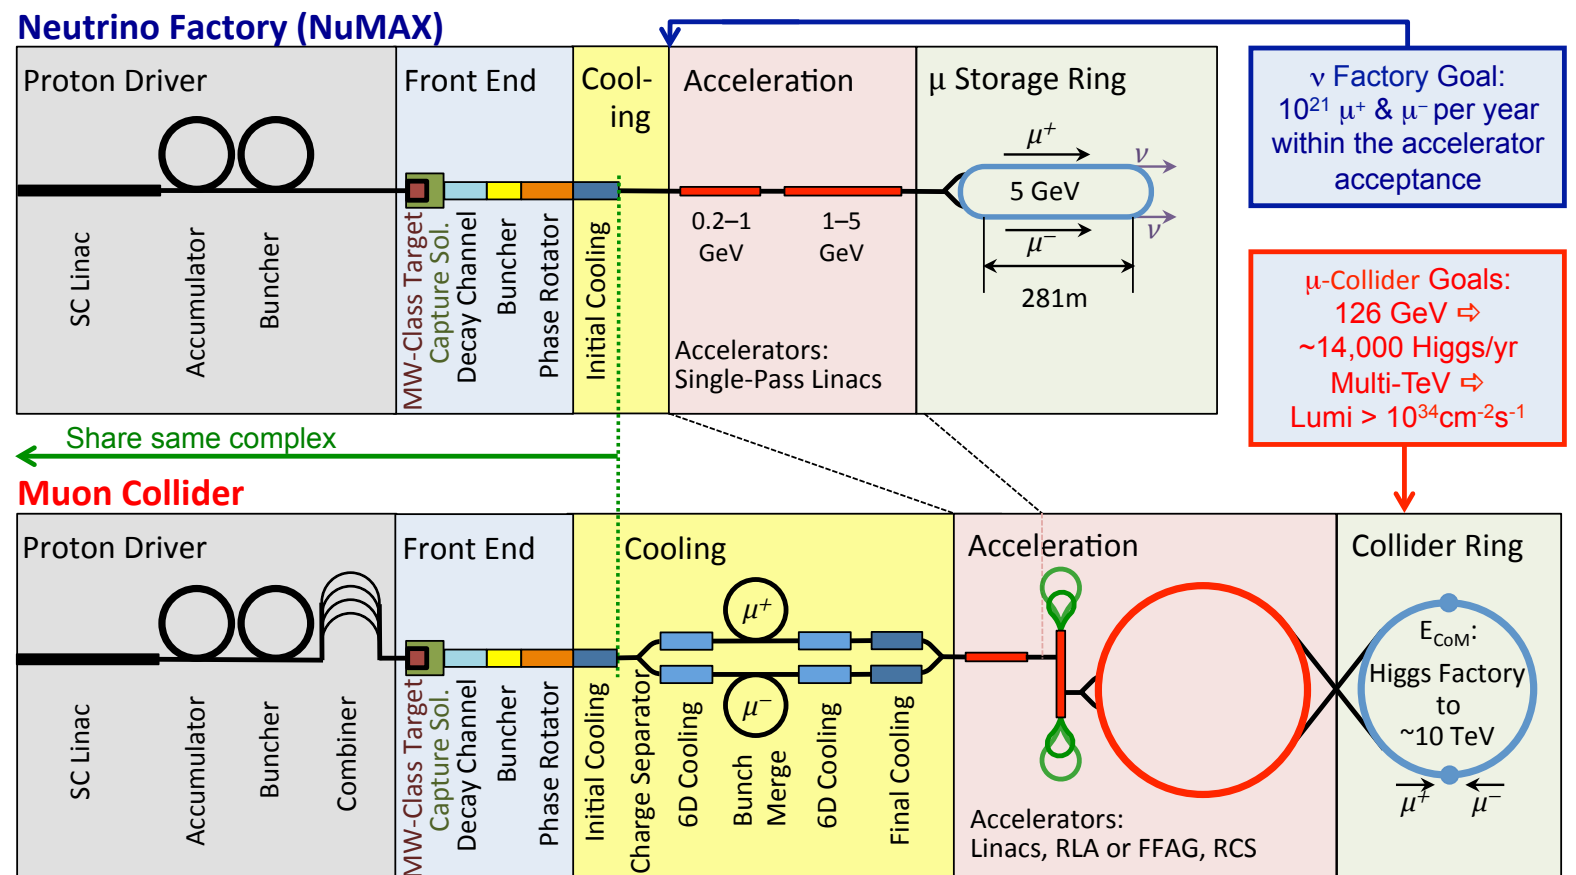 Neutrino Factory (NuMAX)
Proton Driver
Front End
Cool-
ing
Acceleration
μ Storage Ring
ν Factory Goal:
10²¹ μ⁺ & μ⁻ per year
within the accelerator
acceptance
μ⁺
ν
5 GeV
μ⁻
ν
281m
0.2–1
GeV
1–5
GeV
Accelerators:
Single-Pass Linacs
SC Linac
Accumulator
Buncher
MW-Class Target
Capture Sol.
Decay Channel
Buncher
Phase Rotator
Initial Cooling
μ-Collider Goals:
126 GeV ⇨
~14,000 Higgs/yr
Multi-TeV ⇨
Lumi > 10³⁴cm⁻²s⁻¹
Share same complex
Muon Collider
Proton Driver
Front End
Cooling
Acceleration
Collider Ring
μ⁺
μ⁻
E_CoM:
Higgs Factory
to
~10 TeV
μ⁺
μ⁻
SC Linac
Accumulator
Buncher
Combiner
MW-Class Target
Capture Sol.
Decay Channel
Buncher
Phase Rotator
Initial Cooling
Charge Separator
6D Cooling
Bunch
Merge
6D Cooling
Final Cooling
Accelerators:
Linacs, RLA or FFAG, RCS